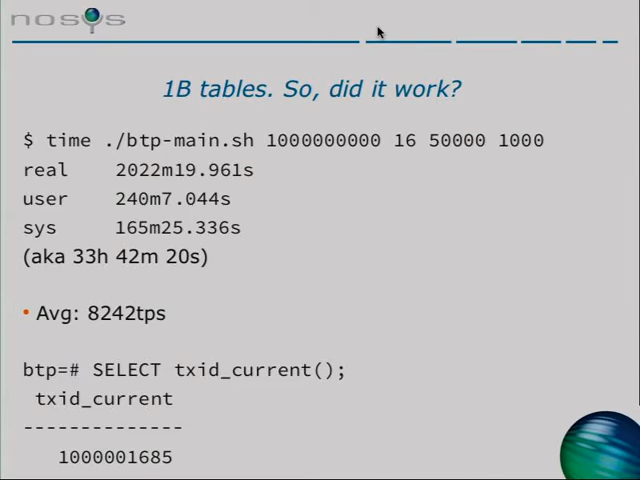 nosys
1B tables. So, did it work?
$ time ./btp-main.sh 1000000000 16 50000 1000
real 2022m19.961s
user 240m7.044s
sys 165m25.336s
(aka 33h 42m 20s)
• Avg: 8242tps
btp=# SELECT txid_current();
txid_current
--------------
1000001685